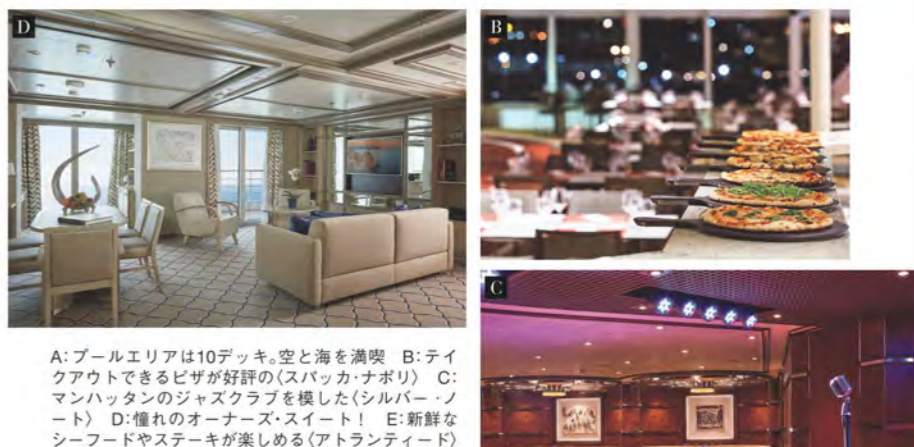 D
B
C
A:プールエリアは10デッキ。空と海を満喫　B:テイ
クアウトできるピザが好評の〈スパッカ・ナポリ〉　C:
マンハッタンのジャズクラブを模した〈シルバー・ノ
ート〉　D:憧れのオーナーズ・スイート！　E:新鮮な
シーフードやステーキが楽しめる〈アトランティード〉